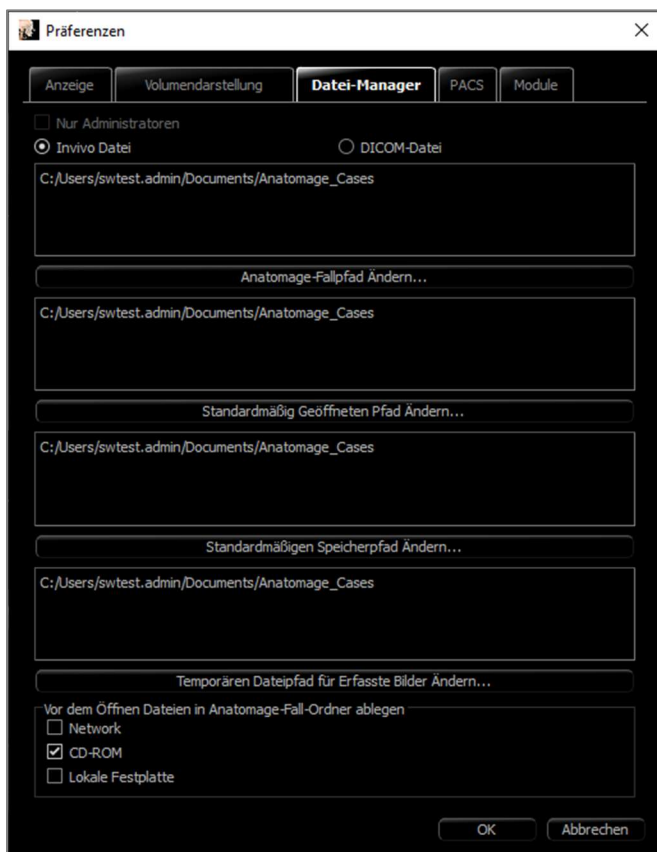 Präferenzen
Anzeige Volumendarstellung Datei-Manager PACS Module
Nur Administratoren
Invivo Datei DICOM-Datei
C:/Users/swtest.admin/Documents/Anatomage_Cases
Anatomage-Fallpfad Ändern...
C:/Users/swtest.admin/Documents/Anatomage_Cases
Standardmäßig Geöffneten Pfad Ändern...
C:/Users/swtest.admin/Documents/Anatomage_Cases
Standardmäßigen Speicherpfad Ändern...
C:/Users/swtest.admin/Documents/Anatomage_Cases
Temporären Dateipfad für Erfasste Bilder Ändern...
Vor dem Öffnen Dateien in Anatomage-Fall-Ordner ablegen
Network
CD-ROM
Lokale Festplatte
OK Abbrechen